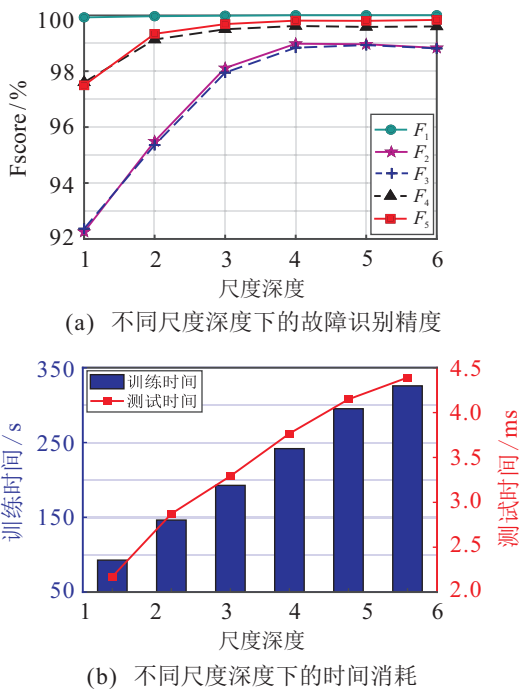 100
98
96
94
92
Fscore/%
F₁
F₂
F₃
F₄
F₅
1 2 3 4 5 6
尺度深度
(a) 不同尺度深度下的故障识别精度
350
250
150
50
训练时间/s
训练时间
测试时间
4.5
4.0
3.5
3.0
2.5
2.0
测试时间/ms
1 2 3 4 5 6
尺度深度
(b) 不同尺度深度下的时间消耗